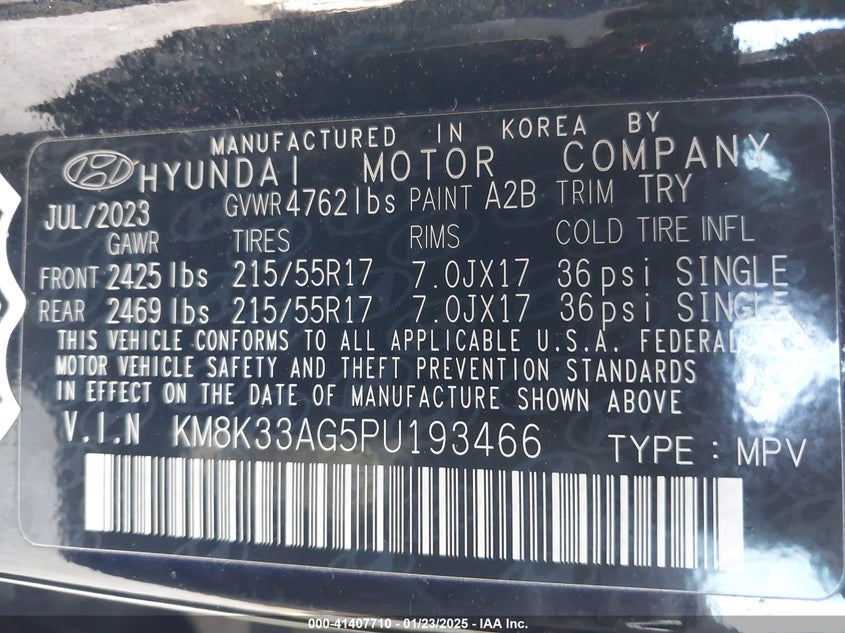 MANUFACTURED IN KOREA BY
HYUNDAI MOTOR COMPANY
JUL/2023 GVWR 4762lbs PAINT A2B TRIM TRY
GAWR TIRES RIMS COLD TIRE INFL
FRONT 2425lbs 215/55R17 7.0JX17 36psi SINGLE
REAR 2469lbs 215/55R17 7.0JX17 36psi SINGLE
THIS VEHICLE CONFORMS TO ALL APPLICABLE U.S.A. FEDERAL
MOTOR VEHICLE SAFETY AND THEFT PREVENTION STANDARDS
IN EFFECT ON THE DATE OF MANUFACTURE SHOWN ABOVE
V.I.N KM8K33AG5PU193466 TYPE : MPV
000-41407710 - 01/23/2025 - IAA Inc.